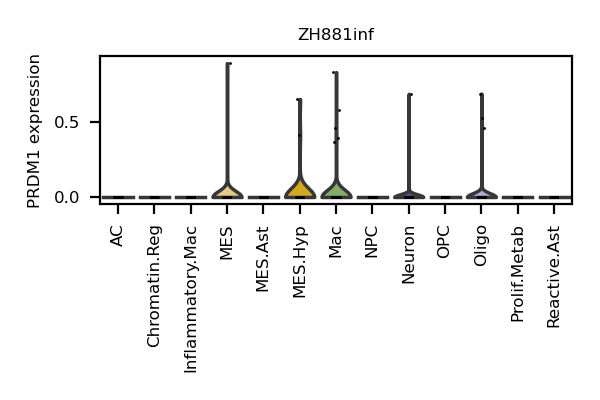 ZH881inf
PRDM1 expression
0.5
0.0
AC
Chromatin.Reg
Inflammatory.Mac
MES
MES.Ast
MES.Hyp
Mac
NPC
Neuron
OPC
Oligo
Prolif.Metab
Reactive.Ast